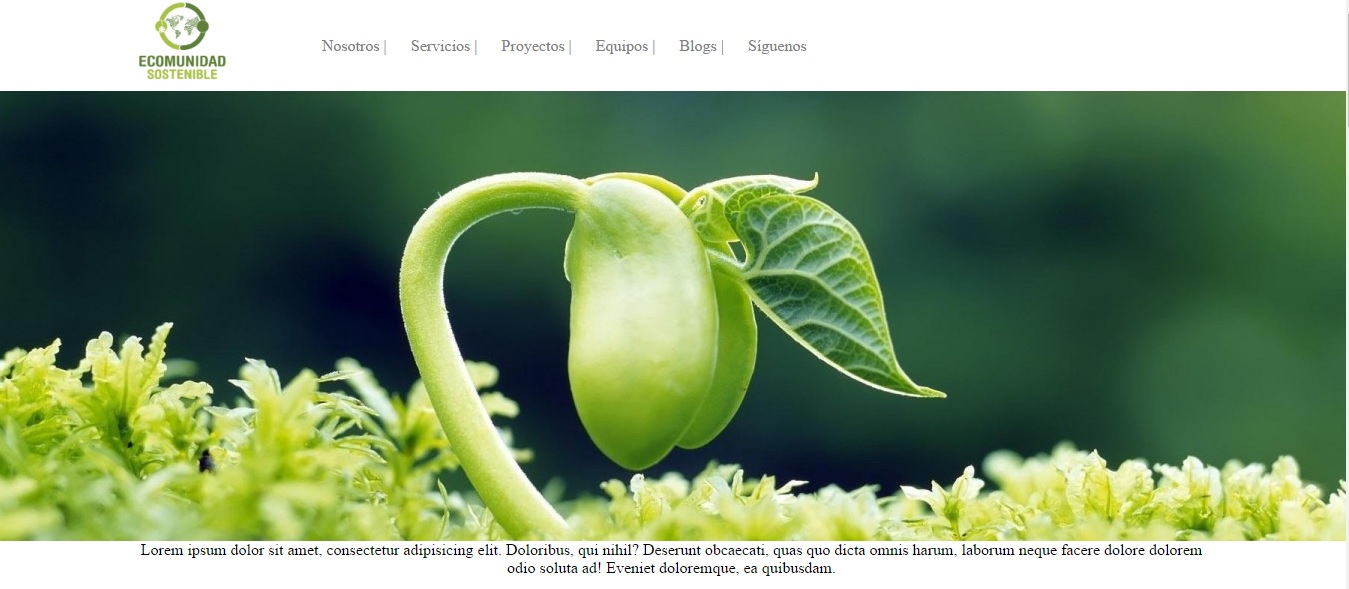 ECOMUNIDAD
SOSTENIBLE
Nosotros | Servicios | Proyectos | Equipos | Blogs | Síguenos
Lorem ipsum dolor sit amet, consectetur adipisicing elit. Doloribus, qui nihil? Deserunt obcaecati, quas quo dicta omnis harum, laborum neque facere dolore dolorem
odio soluta ad! Eveniet doloremque, ea quibusdam.